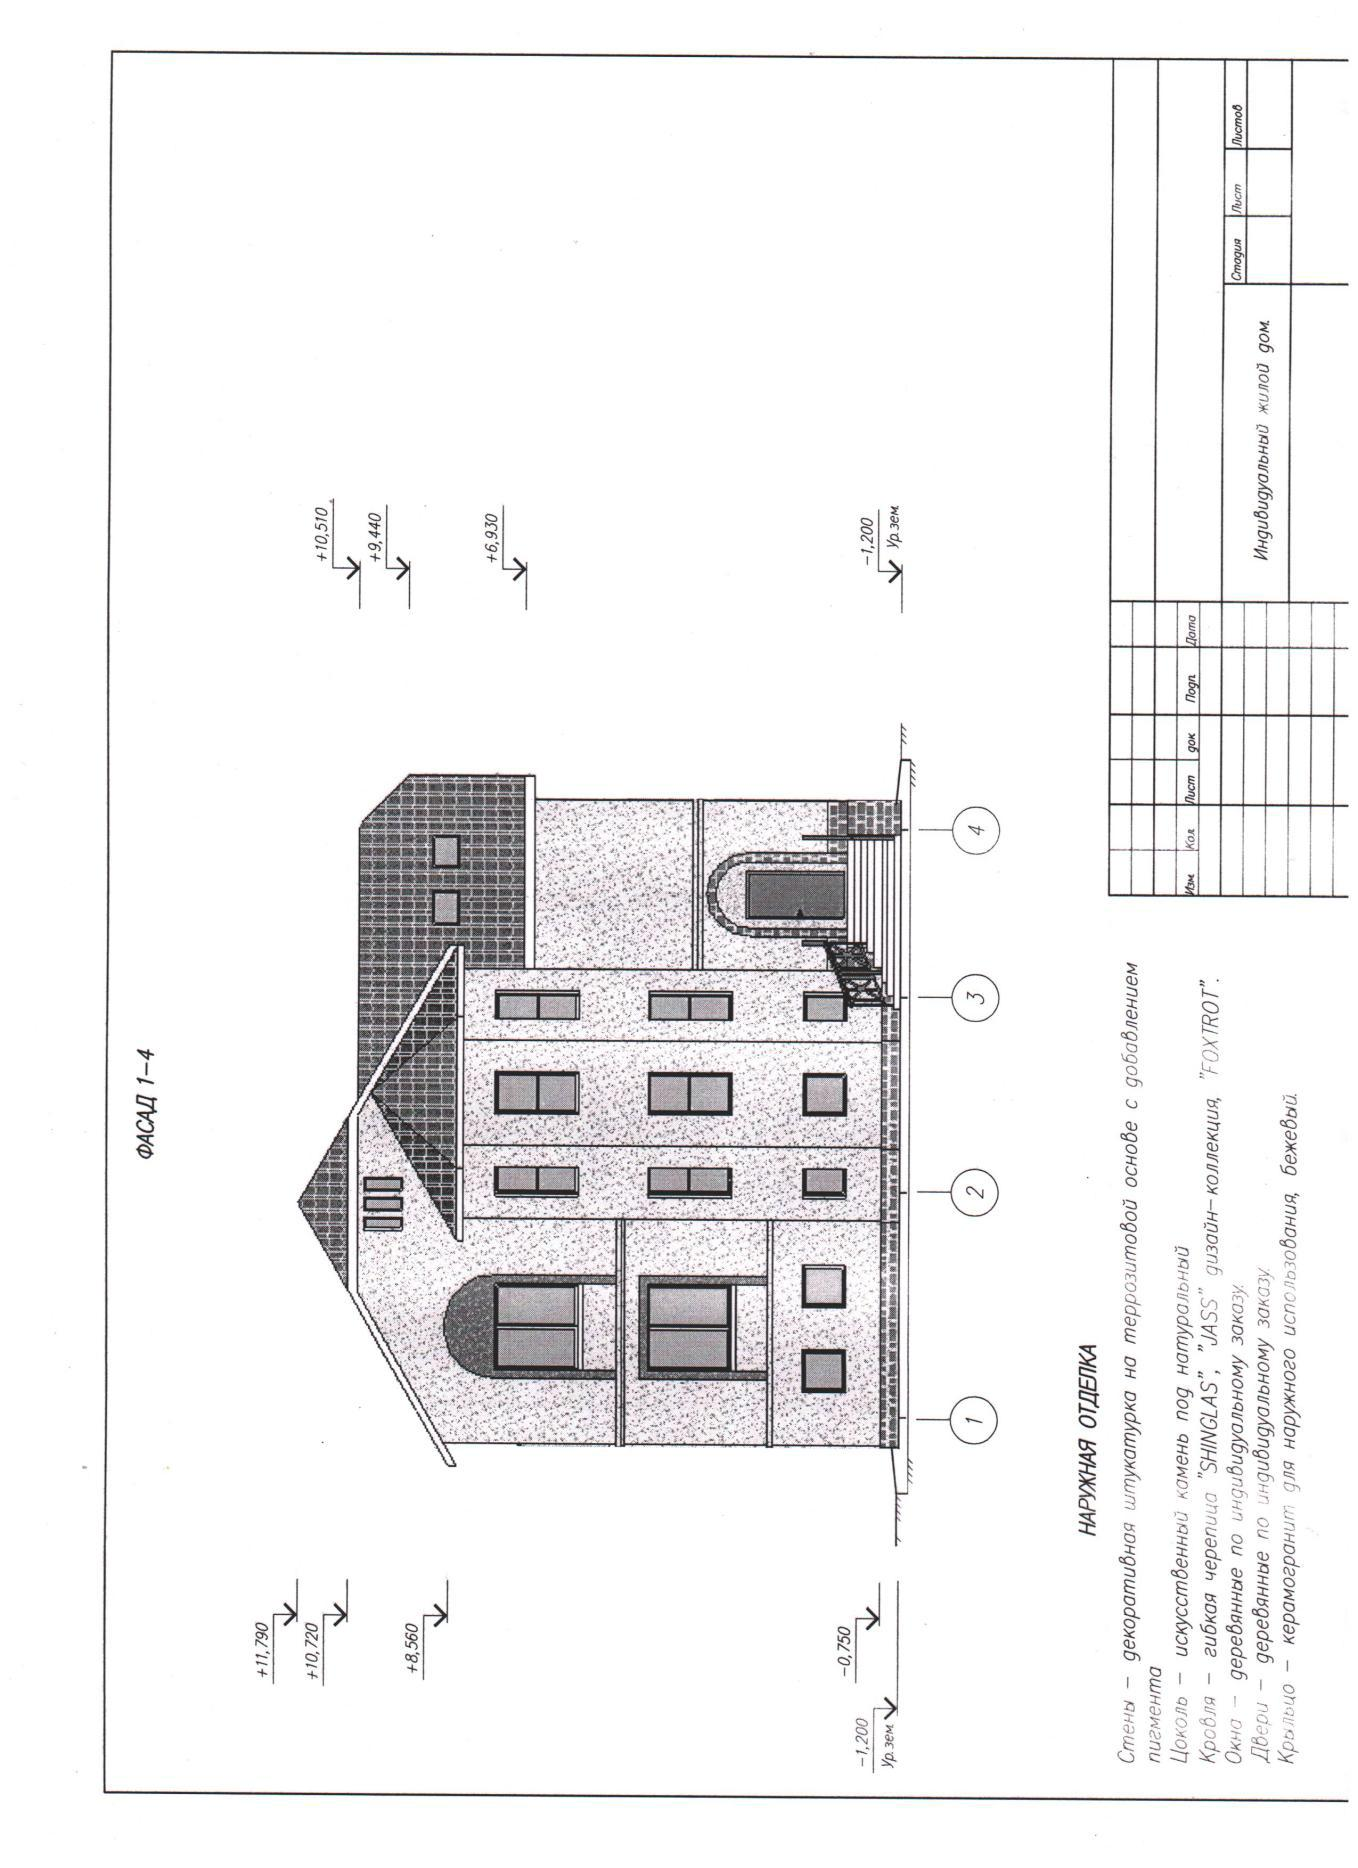 ФАСАД 1-4
+11,790
+10,720
+8,560
-0,750
-1,200
Ур.зем.
+10,510
+9,440
+6,930
-1,200
Ур.зем.
1
2
3
4
НАРУЖНАЯ ОТДЕЛКА
Стены - декоративная штукатурка на террозитовой основе с добавлением
пигмента
Цоколь - искусственный камень под натуральный
Кровля - гибкая черепица "SHINGLAS", "JASS" дизайн-коллекция, "FOXTROT".
Окна - деревянные по индивидуальному заказу.
Двери - деревянные по индивидуальному заказу.
Крыльцо - керамогранит для наружного использования, бежевый.
Изм. Кол. Лист док Подп. Дата
Индивидуальный жилой дом.
Стадия Лист Листов